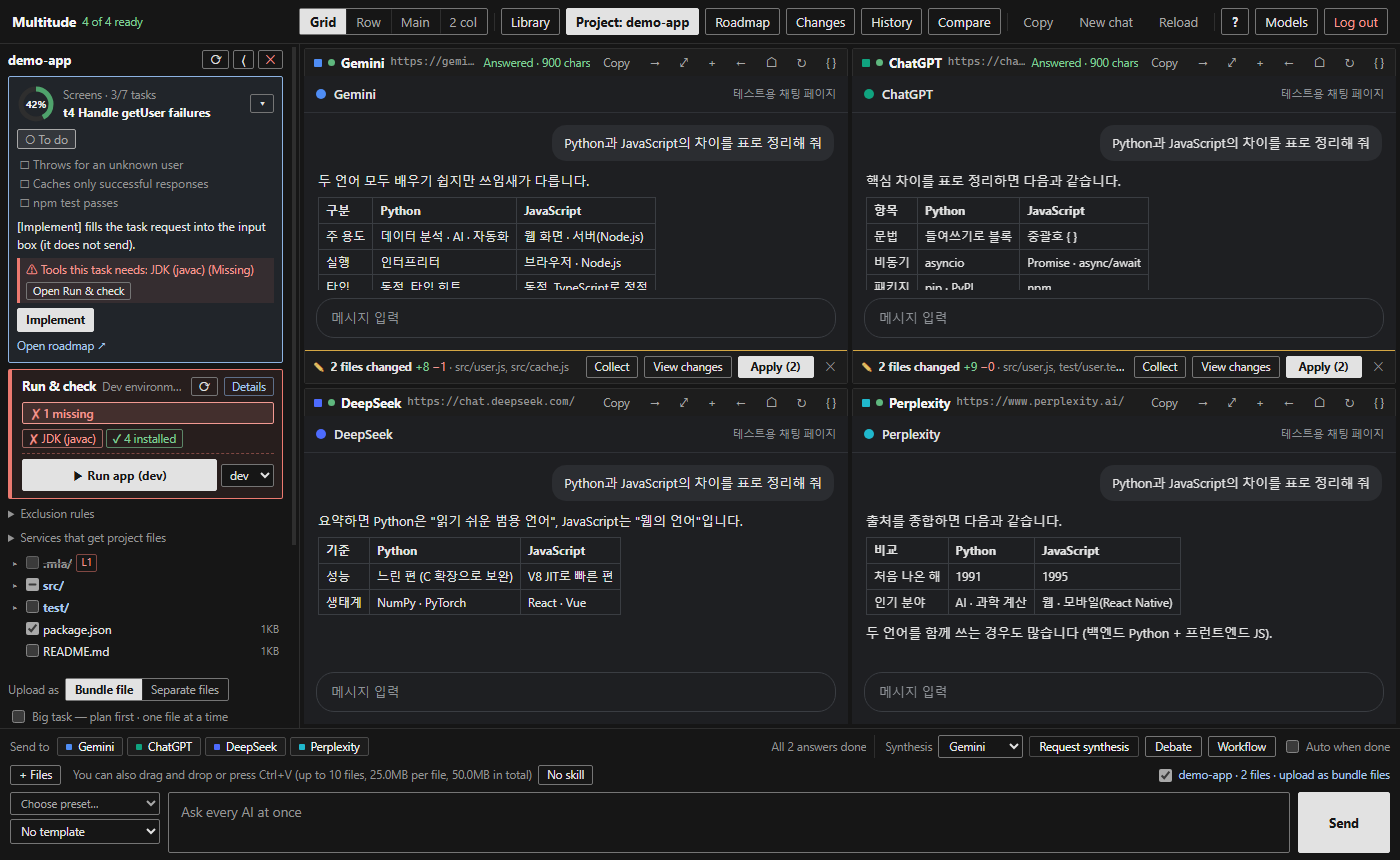 Multitude 4 of 4 ready
Grid Row Main 2 col Library Project: demo-app Roadmap Changes History Compare Copy New chat Reload ? Models Log out
demo-app
42%
Screens · 3/7 tasks
t4 Handle getUser failures
To do
Throws for an unknown user
Caches only successful responses
npm test passes
[Implement] fills the task request into the input
box (it does not send).
⚠ Tools this task needs: JDK (javac) (Missing)
Open Run & check
Implement
Open roadmap ↗
Run & check Dev environm... Details
✗ 1 missing
✗ JDK (javac) ✓ 4 installed
▶ Run app (dev) dev
Exclusion rules
Services that get project files
.mla/ L1
src/
test/
package.json 1KB
README.md 1KB
Upload as Bundle file Separate files
Big task — plan first · one file at a time
Gemini https://gemi... Answered · 900 chars Copy → ⤢ + ← ↻ { }
Gemini 테스트용 채팅 페이지
Python과 JavaScript의 차이를 표로 정리해 줘
두 언어 모두 배우기 쉽지만 쓰임새가 다릅니다.
구분 Python JavaScript
주 용도 데이터 분석 · AI · 자동화 웹 화면 · 서버(Node.js)
실행 인터프리터 브라우저 · Node.js
타입 동적, 타입 힌트 동적, TypeScript로 정적
메시지 입력
2 files changed +8 −1 · src/user.js, src/cache.js Collect View changes Apply (2) ✕
ChatGPT https://cha... Answered · 900 chars Copy → ⤢ + ← ↻ { }
ChatGPT 테스트용 채팅 페이지
Python과 JavaScript의 차이를 표로 정리해 줘
핵심 차이를 표로 정리하면 다음과 같습니다.
항목 Python JavaScript
문법 들여쓰기로 블록 중괄호 { }
비동기 asyncio Promise · async/await
패키지 pip · PyPI npm
메시지 입력
2 files changed +9 −0 · src/user.js, test/user.te... Collect View changes Apply (2) ✕
DeepSeek https://chat.deepseek.com/ Copy → ⤢ + ← ↻ { }
DeepSeek 테스트용 채팅 페이지
Python과 JavaScript의 차이를 표로 정리해 줘
요약하면 Python은 "읽기 쉬운 범용 언어", JavaScript는 "웹의 언어"입니다.
기준 Python JavaScript
성능 느린 편 (C 확장으로 보완) V8 JIT로 빠른 편
생태계 NumPy · PyTorch React · Vue
메시지 입력
Perplexity https://www.perplexity.ai/ Copy → ⤢ + ← ↻ { }
Perplexity 테스트용 채팅 페이지
Python과 JavaScript의 차이를 표로 정리해 줘
출처를 종합하면 다음과 같습니다.
비교 Python JavaScript
처음 나온 해 1991 1995
인기 분야 AI · 과학 계산 웹 · 모바일(React Native)
두 언어를 함께 쓰는 경우도 많습니다 (백엔드 Python + 프런트엔드 JS).
메시지 입력
Send to Gemini ChatGPT DeepSeek Perplexity All 2 answers done Synthesis Gemini Request synthesis Debate Workflow Auto when done
+ Files You can also drag and drop or press Ctrl+V (up to 10 files, 25.0MB per file, 50.0MB in total) No skill demo-app · 2 files · upload as bundle files
Choose preset...
No template
Ask every AI at once
Send